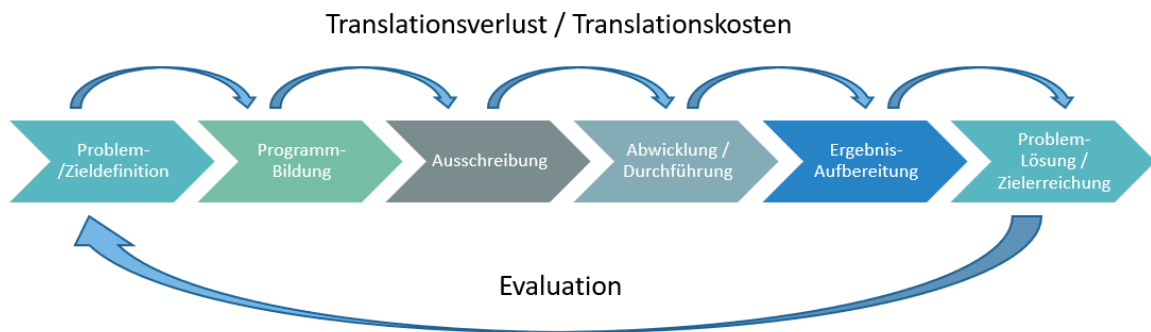 Translationsverlust / Translationskosten
Problem-
/Zieldefinition
Programm-
Bildung
Ausschreibung
Abwicklung /
Durchführung
Ergebnis-
Aufbereitung
Problem-
Lösung /
Zielerreichung
Evaluation